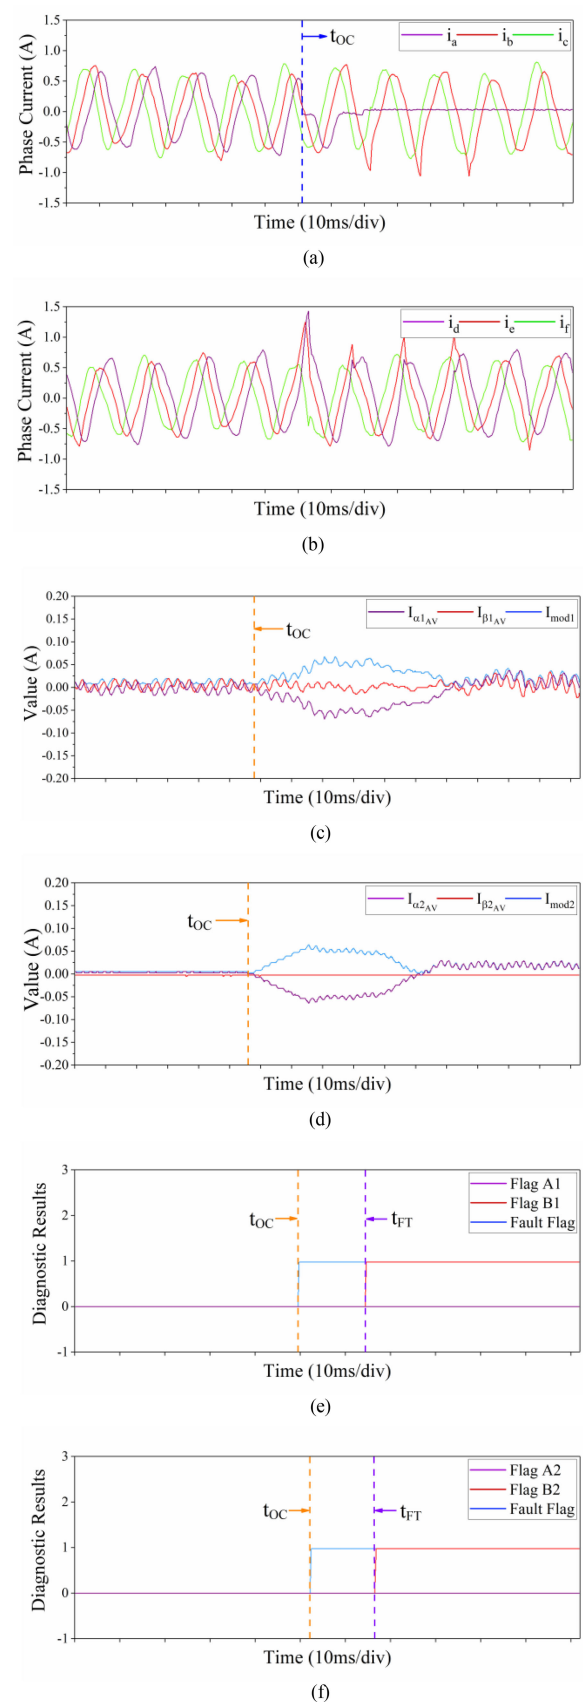 1.5
1.0
0.5
0.0
-0.5
-1.0
-1.5
Phase Current (A)
t_OC
i_a i_b i_c
Time (10ms/div)
(a)
1.5
1.0
0.5
0.0
-0.5
-1.0
-1.5
Phase Current (A)
i_d i_e i_f
Time (10ms/div)
(b)
0.20
0.15
0.10
0.05
0.00
-0.05
-0.10
-0.15
-0.20
Value (A)
t_OC
I_α1_AV I_β1_AV I_mod1
Time (10ms/div)
(c)
0.20
0.15
0.10
0.05
0.00
-0.05
-0.10
-0.15
-0.20
Value (A)
t_OC
I_α2_AV I_β2_AV I_mod2
Time (10ms/div)
(d)
3
2
1
0
-1
Diagnostic Results
t_OC
t_FT
Flag A1
Flag B1
Fault Flag
Time (10ms/div)
(e)
3
2
1
0
-1
Diagnostic Results
t_OC
t_FT
Flag A2
Flag B2
Fault Flag
Time (10ms/div)
(f)